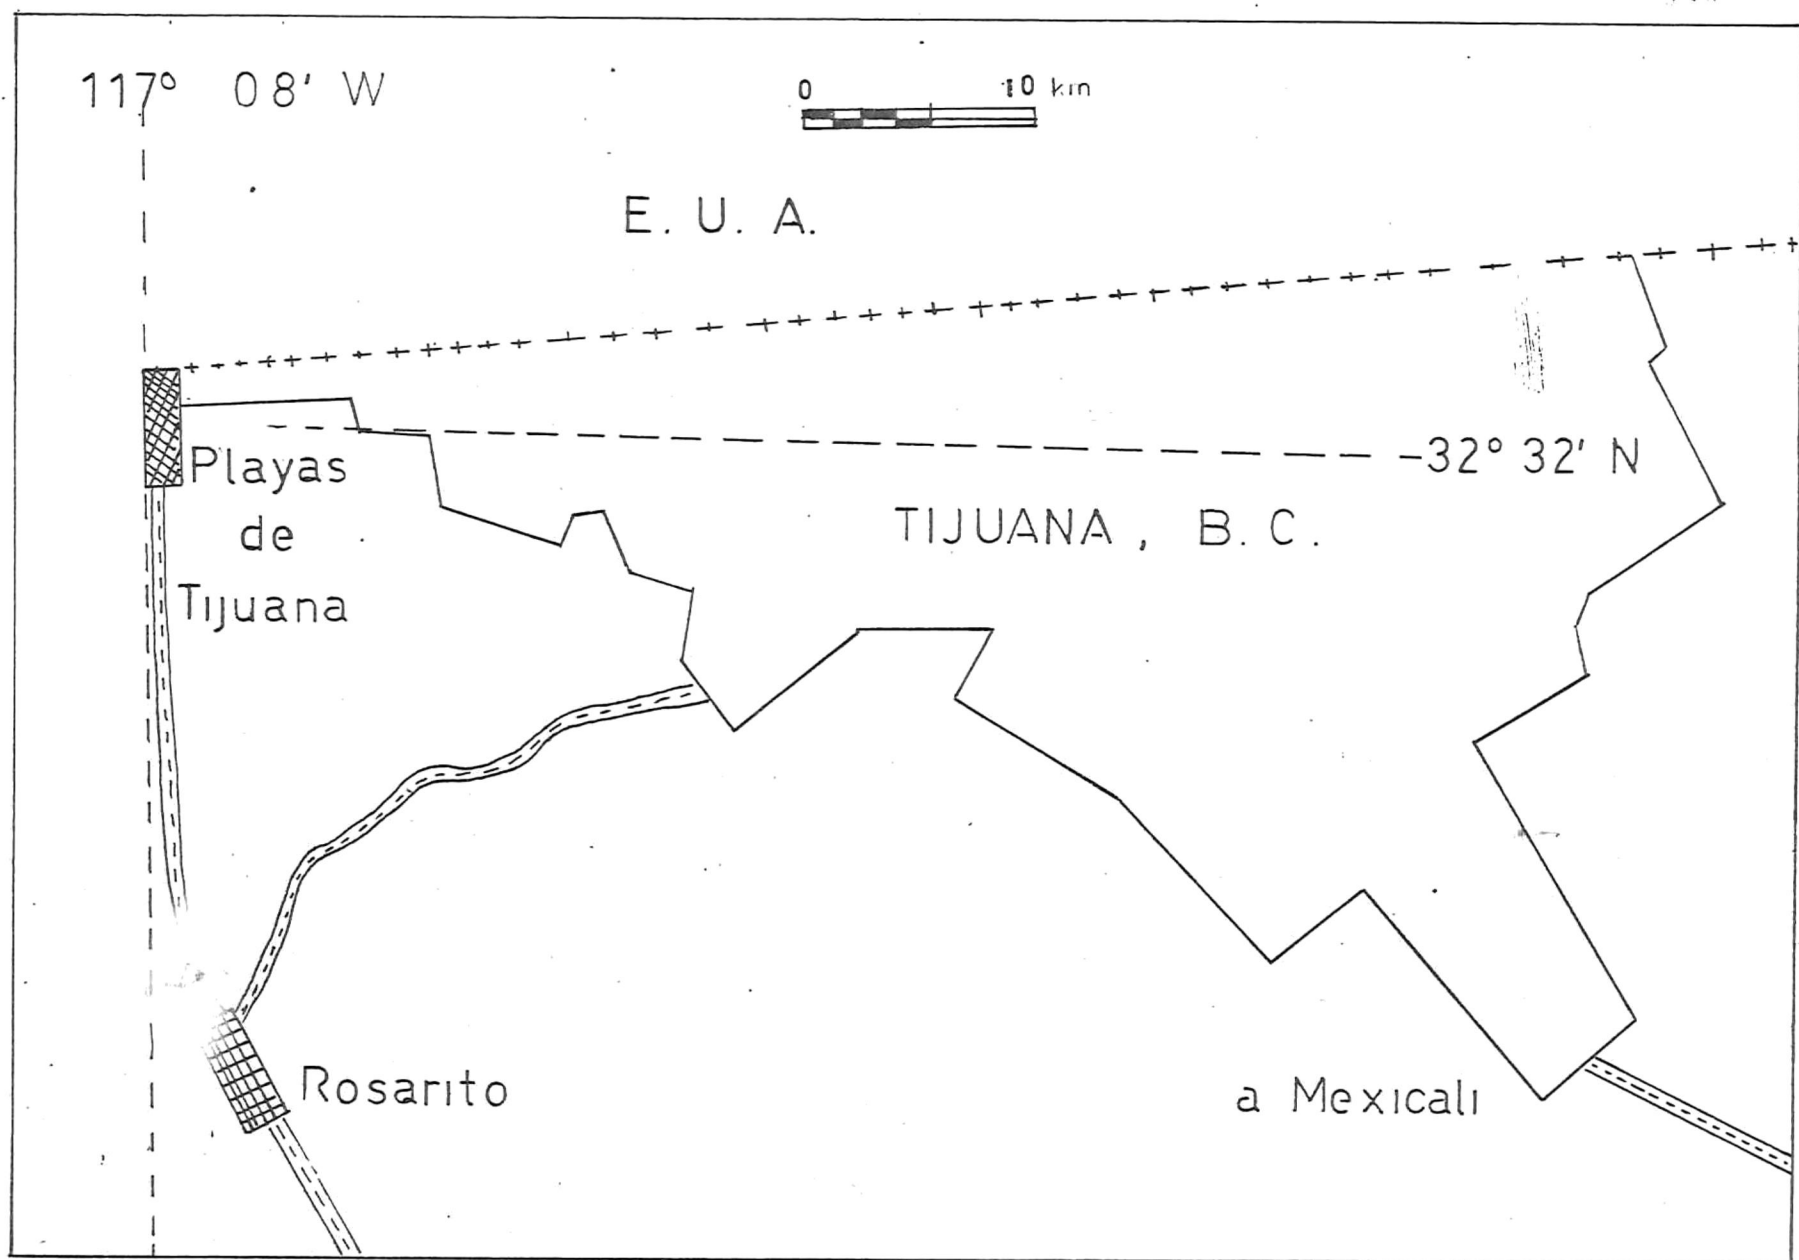 117° 08' W
0 10 km
E. U. A.
-32° 32' N
Playas
de
Tijuana
TIJUANA, B. C.
Rosarito
a Mexicali